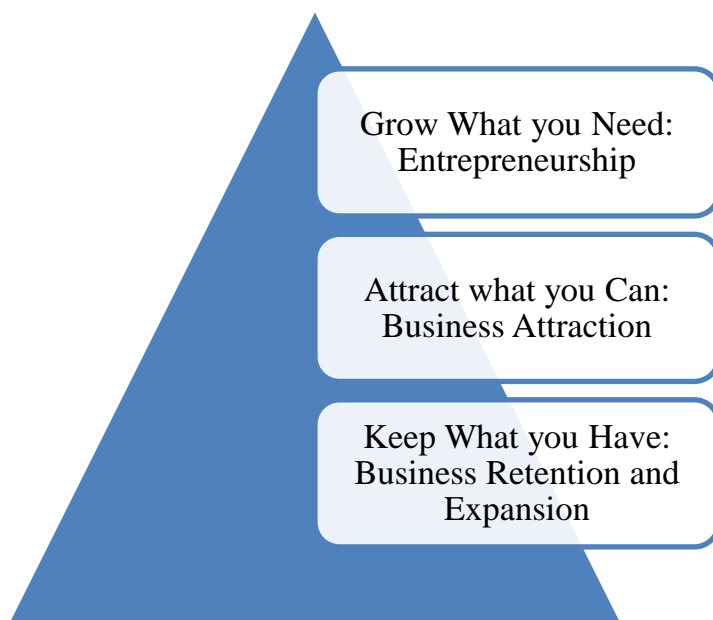 Grow What you Need:
Entrepreneurship
Attract what you Can:
Business Attraction
Keep What you Have:
Business Retention and
Expansion